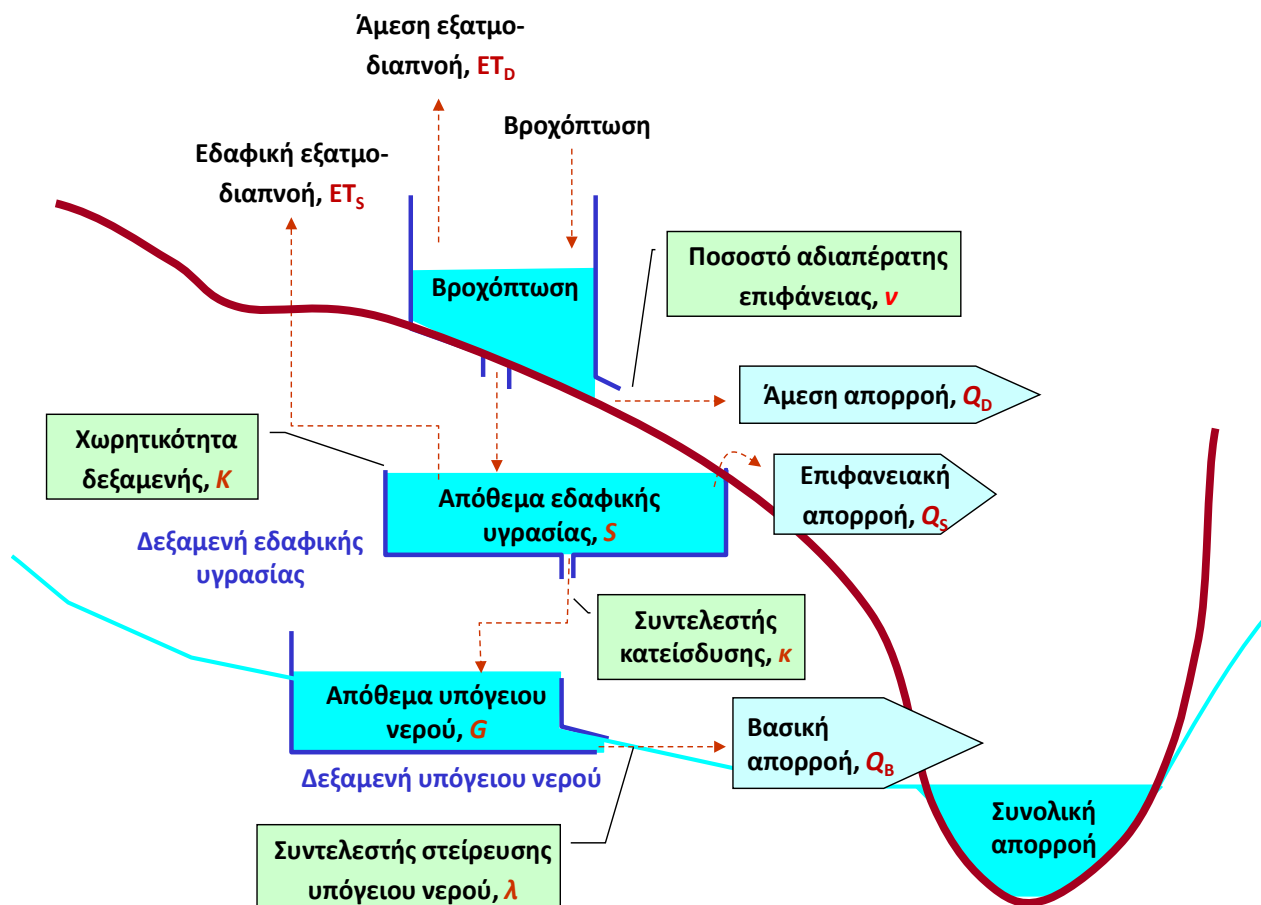 Άμεση εξατμο-
διαπνοή, ET_D
Βροχόπτωση
Εδαφική εξατμο-
διαπνοή, ET_S
Ποσοστό αδιαπέρατης
επιφάνειας, ν
Βροχόπτωση
Άμεση απορροή, Q_D
Χωρητικότητα
δεξαμενής, K
Επιφανειακή
απορροή, Q_S
Απόθεμα εδαφικής
υγρασίας, S
Δεξαμενή εδαφικής
υγρασίας
Συντελεστής
κατείσδυσης, κ
Απόθεμα υπόγειου
νερού, G
Βασική
απορροή, Q_B
Δεξαμενή υπόγειου νερού
Συνολική
απορροή
Συντελεστής στείρευσης
υπόγειου νερού, λ